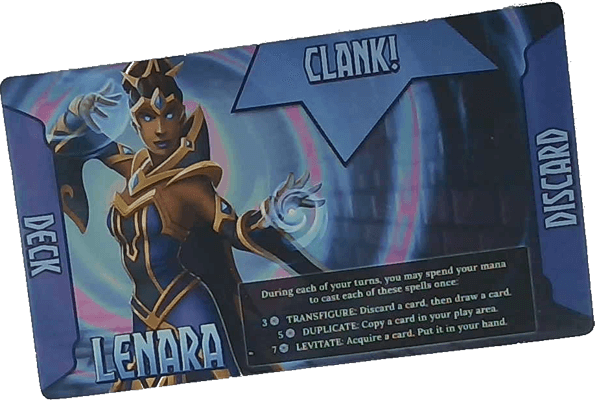 CLANK!
DECK
DISCARD
LENARA
During each of your turns, you may spend your mana
to cast each of these spells once:
3 TRANSFIGURE: Discard a card, then draw a card.
5 DUPLICATE: Copy a card in your play area.
7 LEVITATE: Acquire a card. Put it in your hand.